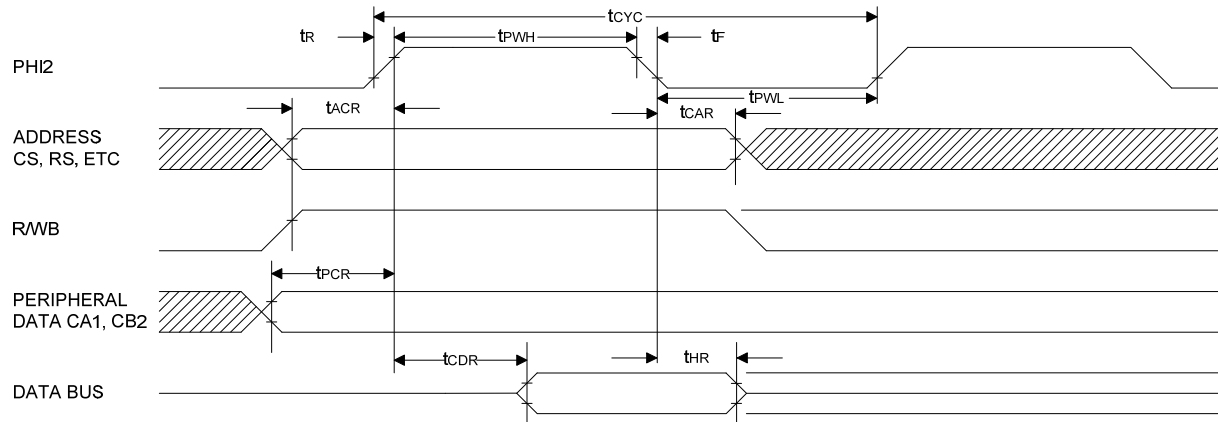 tCYC
tR
tPWH
tF
PHI2
tPWL
tACR
tCAR
ADDRESS
CS, RS, ETC
R/WB
tPCR
PERIPHERAL
DATA CA1, CB2
tCDR
tHR
DATA BUS